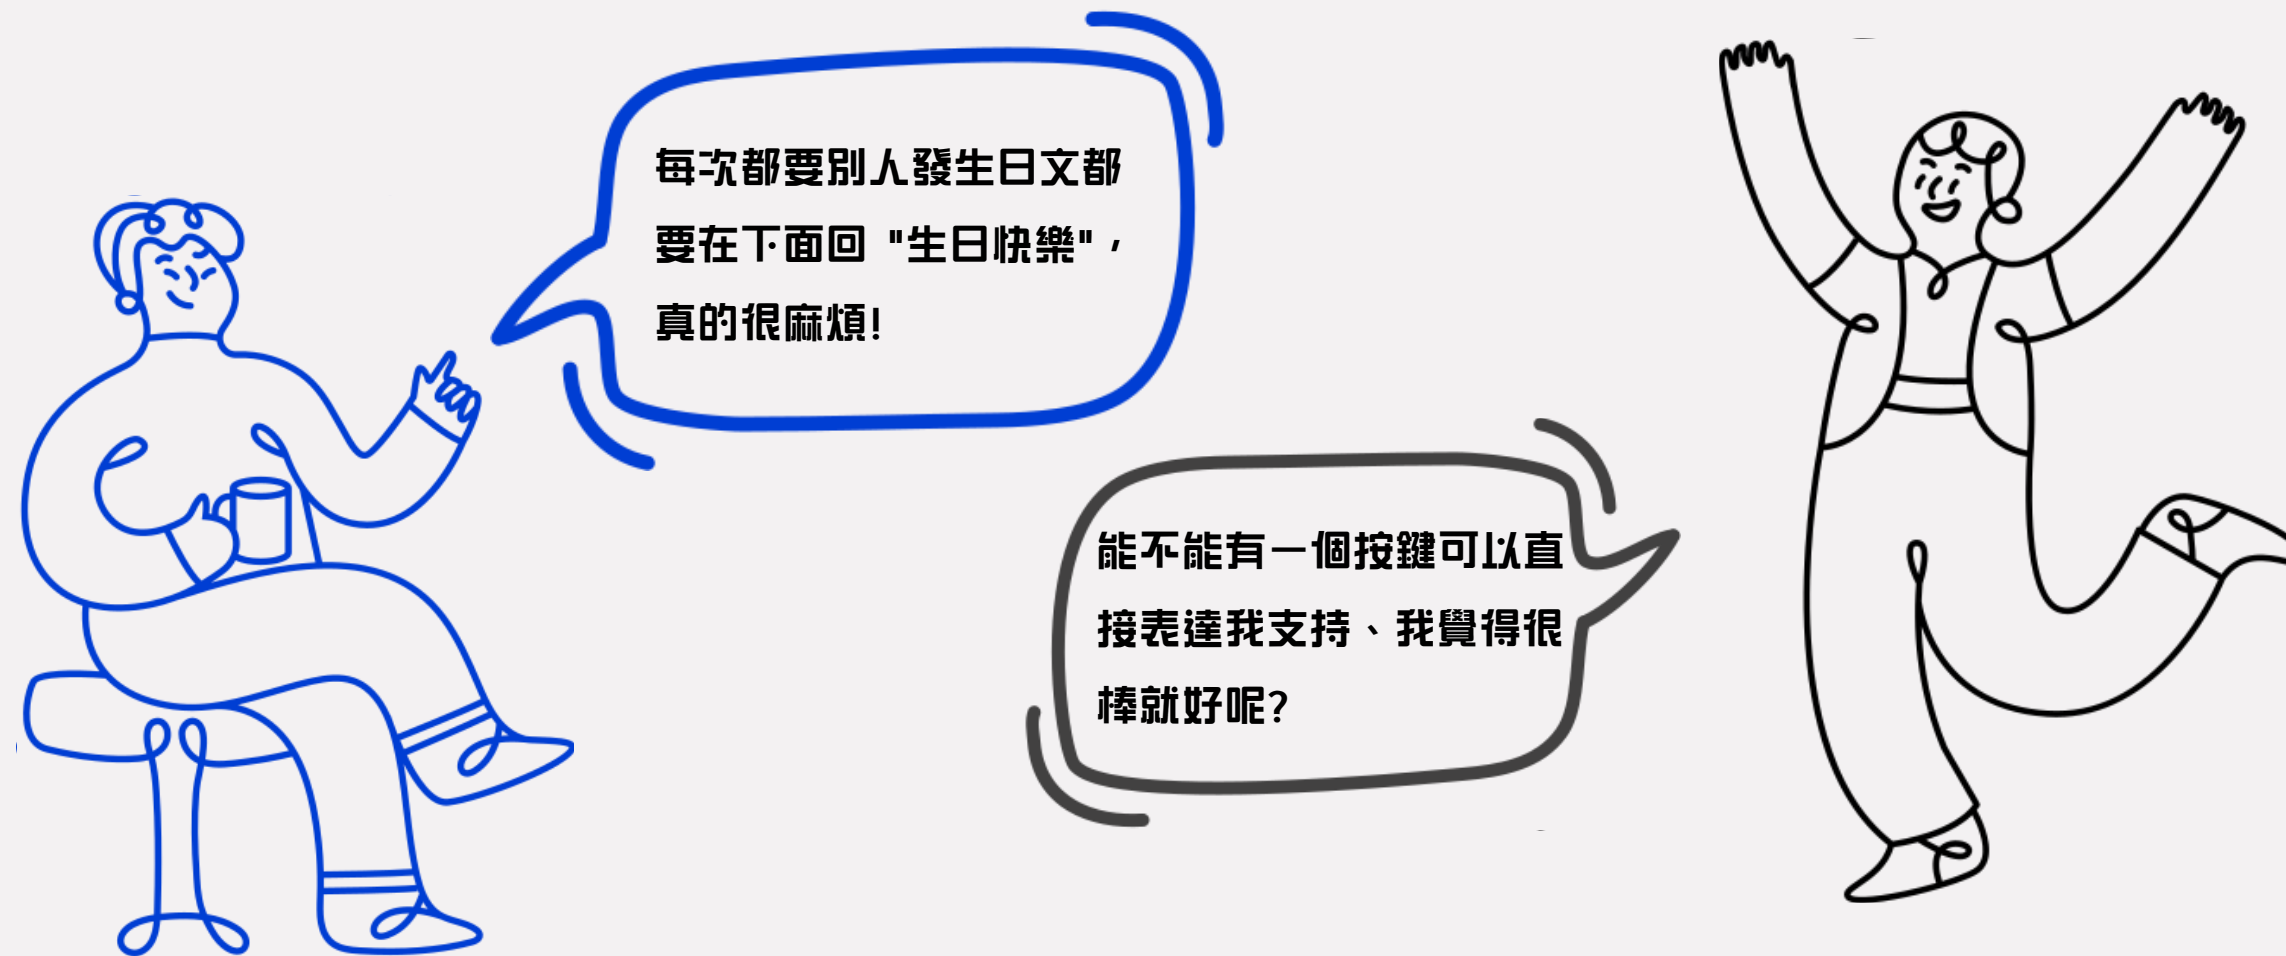 每次都要別人發生日文都
要在下面回 "生日快樂"，
真的很麻煩!
能不能有一個按鍵可以直
接表達我支持、我覺得很
棒就好呢?